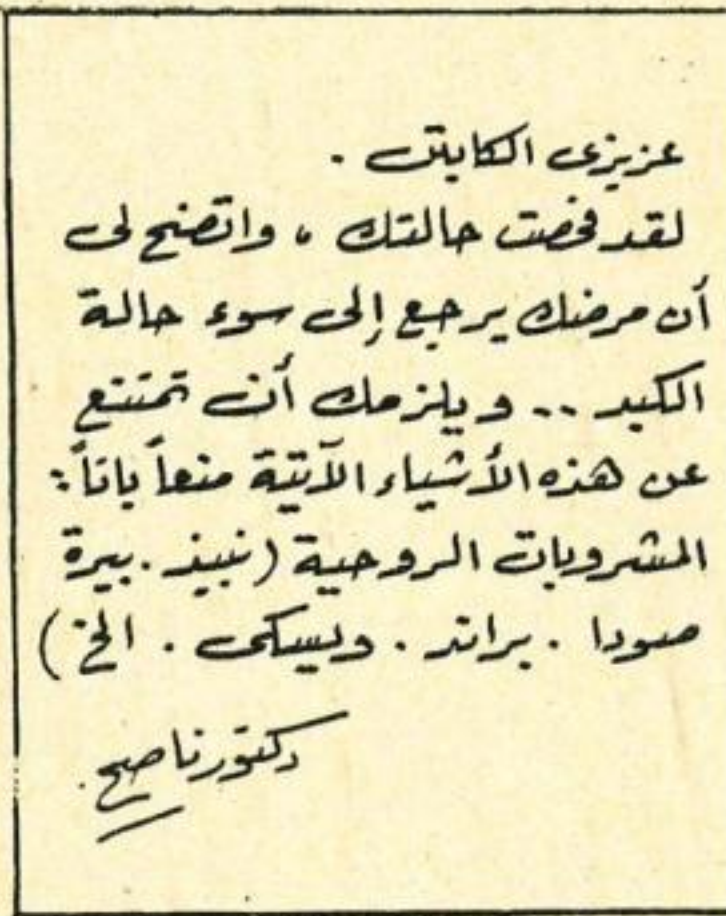 عزيزى الكابتن .
لقد فحصت حالتك ، واتضح لى
أن مرضك يرجع إلى سوء حالة
الكبد .. ويلزمك أن تمتنع
عن هذه الأشياء الآتية منعاً باتاً :
المشروبات الروحية (نبيذ . بيرة
صودا . براند . ويسكى . الخ )
دكتور ناصح .